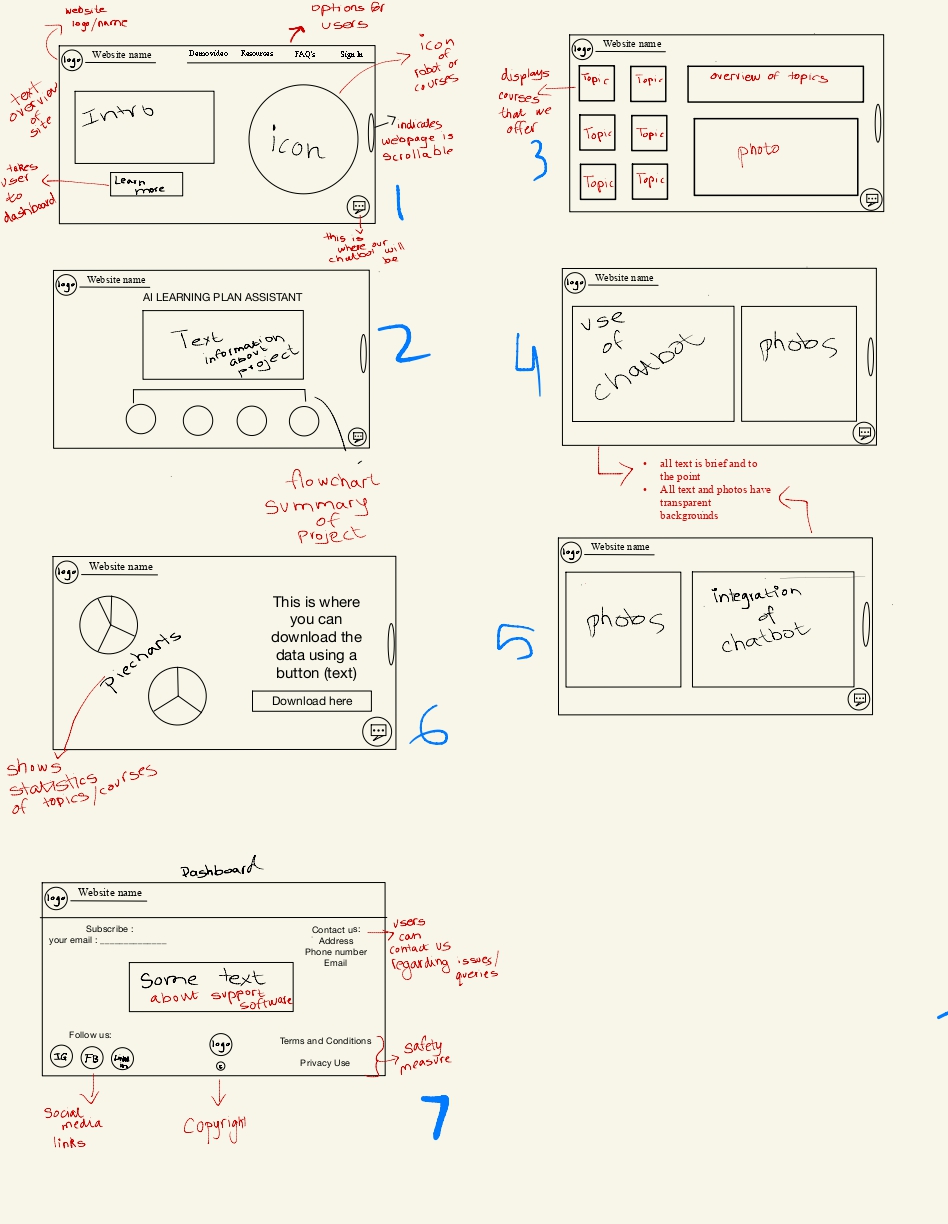 website
logo/name
options for
users
logo
Website name
Demovideo
Resources
FAQ's
Sign In
icon
of
robot or
courses
text
overview
of
site
Intro
icon
indicates
webpage is
scrollable
takes
user
to
dashboard
Learn
more
1
this is
where our
chatbot will
be
logo
Website name
AI LEARNING PLAN ASSISTANT
Text
information
about
project
2
flowchart
summary
of
project
logo
Website name
displays
courses
that we
offer
Topic
Topic
overview of topics
Topic
Topic
photo
Topic
Topic
3
logo
Website name
use
of
chatbot
photos
4
• all text is brief and to
the point
• All text and photos have
transparent
backgrounds
logo
Website name
photos
integration
of
chatbot
5
logo
Website name
piecharts
This is where
you can
download the
data using a
button (text)
Download here
6
shows
statistics
of topics/courses
Dashboard
logo
Website name
Subscribe :
your email : _____________
Contact us:
Address
Phone number
Email
users
can
contact us
regarding issues/
queries
Some text
about support
software
Follow us:
IG
FB
Linked
in
logo
c
Terms and Conditions
Privacy Use
safety
measure
Social
media
links
Copyright
7